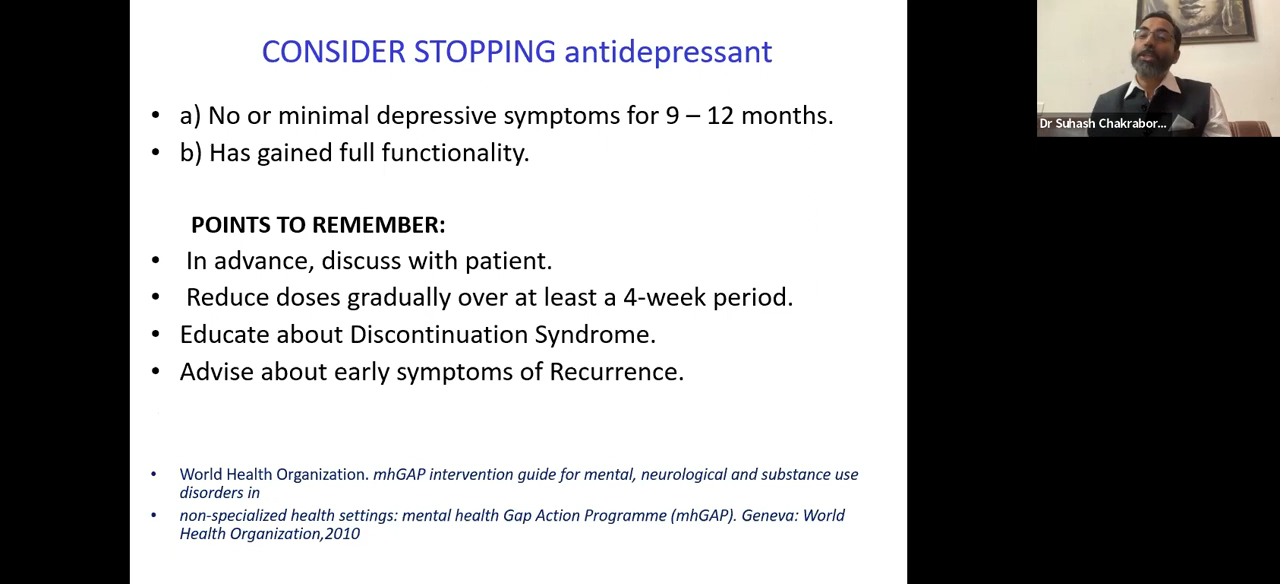 CONSIDER STOPPING antidepressant
• a) No or minimal depressive symptoms for 9 – 12 months.
• b) Has gained full functionality.
POINTS TO REMEMBER:
• In advance, discuss with patient.
• Reduce doses gradually over at least a 4-week period.
• Educate about Discontinuation Syndrome.
• Advise about early symptoms of Recurrence.
• World Health Organization. mhGAP intervention guide for mental, neurological and substance use
disorders in
• non-specialized health settings: mental health Gap Action Programme (mhGAP). Geneva: World
Health Organization,2010
Dr Suhash Chakrabor...